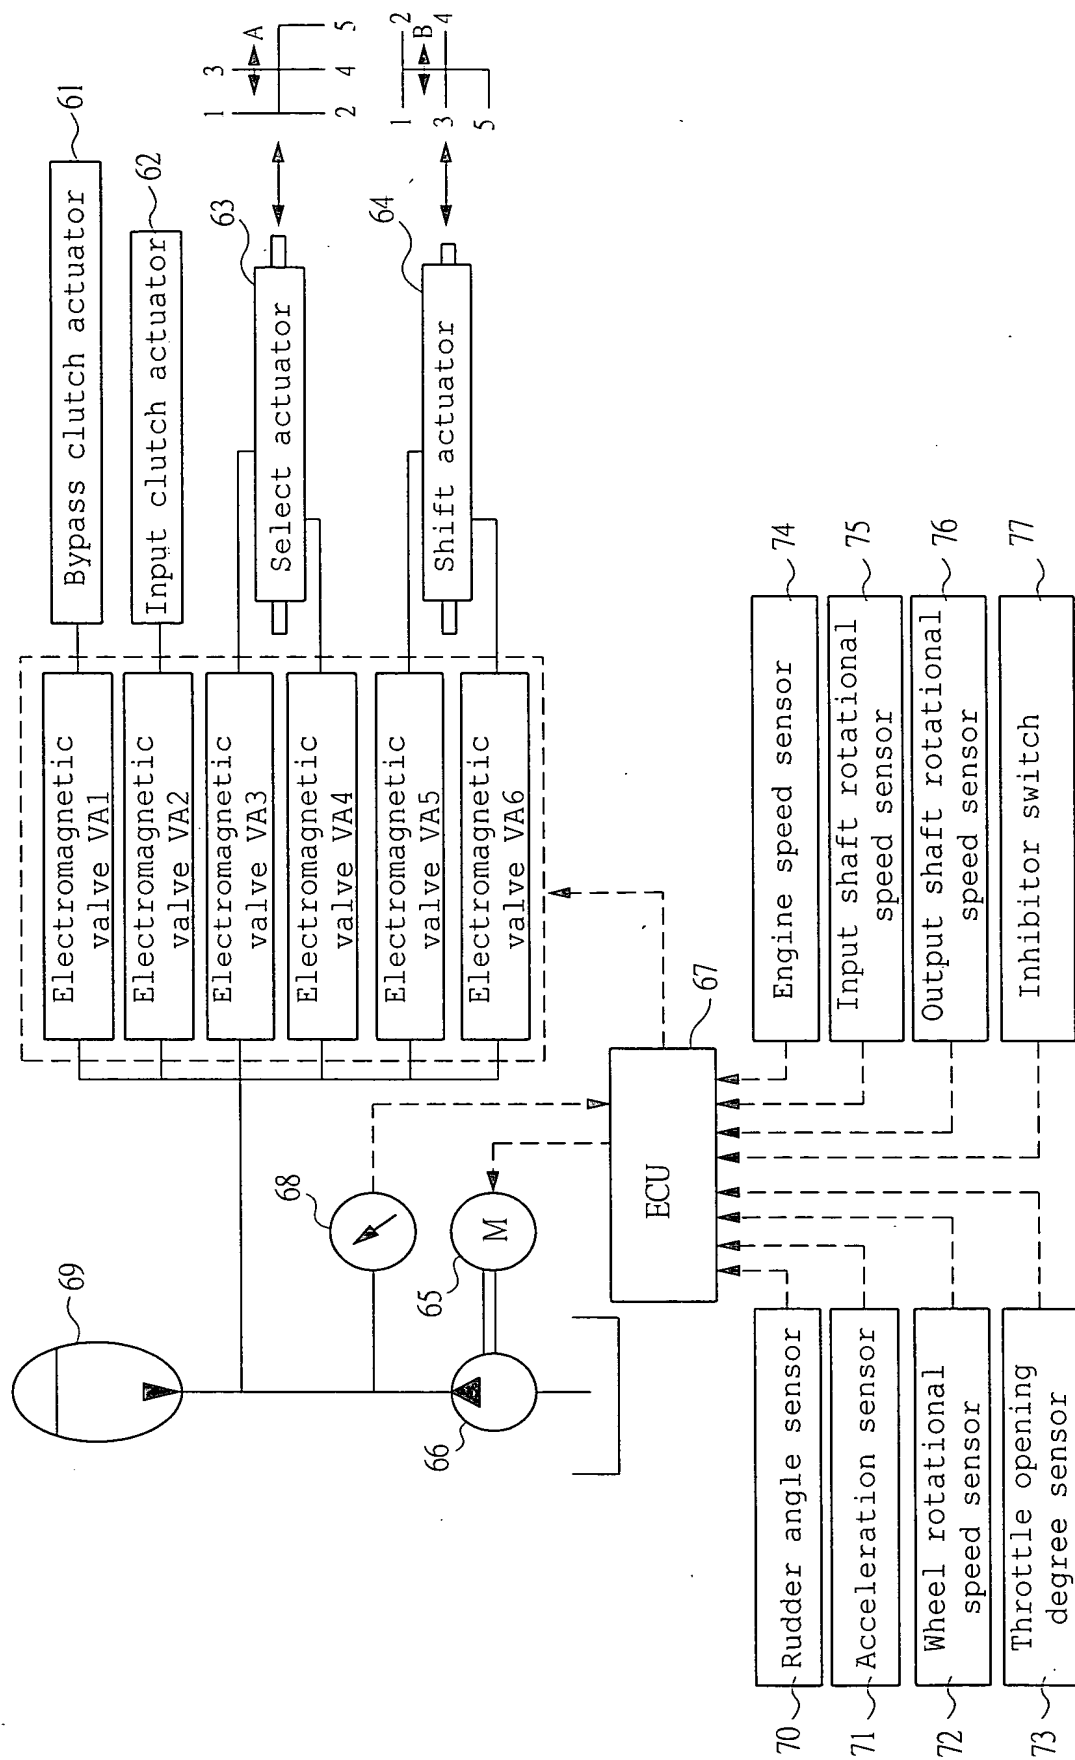 Bypass clutch actuator
61
Input clutch actuator
62
63
Select actuator
64
Shift actuator
1
3
A
2
4
5
1
2
B
3
4
5
Electromagnetic
valve VA1
Electromagnetic
valve VA2
Electromagnetic
valve VA3
Electromagnetic
valve VA4
Electromagnetic
valve VA5
Electromagnetic
valve VA6
69
68
65
M
66
ECU
67
70
Rudder angle sensor
71
Acceleration sensor
72
Wheel rotational
speed sensor
73
Throttle opening
degree sensor
Engine speed sensor
74
Input shaft rotational
speed sensor
75
Output shaft rotational
speed sensor
76
Inhibitor switch
77